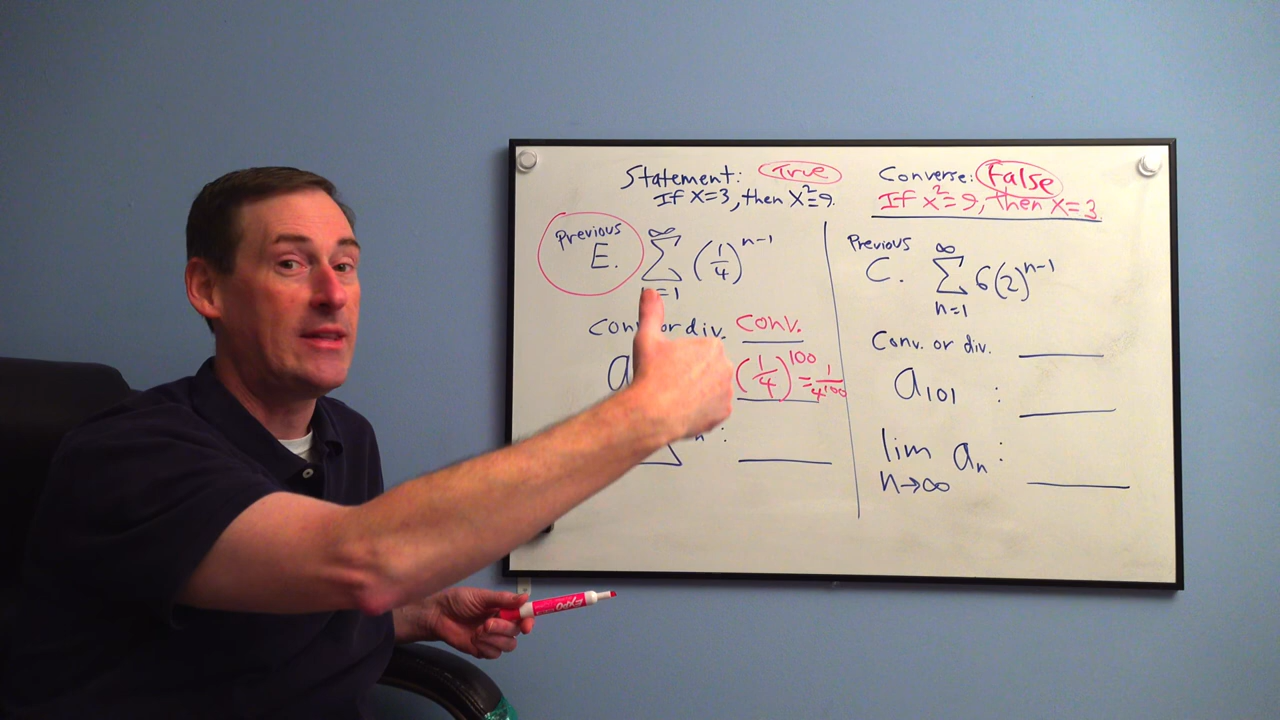 Statement: True
If x=3, then x²=9.
Converse: False
If x²=9, then x=3.
Previous
E. ∞ Σ n=1 (1/4)^(n-1)
Conv. or div. Conv.
a (1/4)^100 = 1/4^100
n:
Previous
C. ∞ Σ n=1 6(2)^(n-1)
Conv. or div.
a₁₀₁ :
lim aₙ:
n→∞